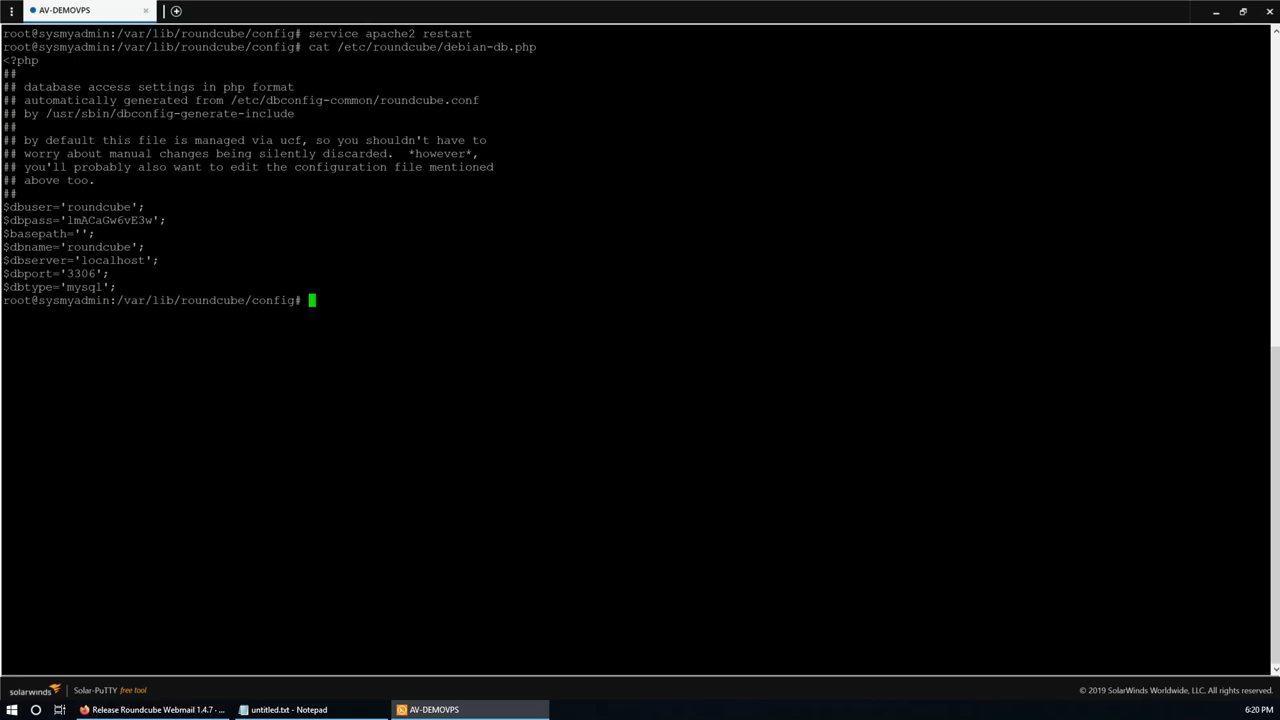 AV-DEMOVPS
root@sysmyadmin:/var/lib/roundcube/config# service apache2 restart
root@sysmyadmin:/var/lib/roundcube/config# cat /etc/roundcube/debian-db.php
<?php
##
## database access settings in php format
## automatically generated from /etc/dbconfig-common/roundcube.conf
## by /usr/sbin/dbconfig-generate-include
##
## by default this file is managed via ucf, so you shouldn't have to
## worry about manual changes being silently discarded.  *however*,
## you'll probably also want to edit the configuration file mentioned
## above too.
##
$dbuser='roundcube';
$dbpass='lmACaGw6vE3w';
$basepath='';
$dbname='roundcube';
$dbserver='localhost';
$dbport='3306';
$dbtype='mysql';
root@sysmyadmin:/var/lib/roundcube/config#
solarwinds Solar-PuTTY free tool © 2019 SolarWinds Worldwide, LLC. All rights reserved.
Release Roundcube Webmail 1.4.7 · ... untitled.txt - Notepad AV-DEMOVPS 6:20 PM